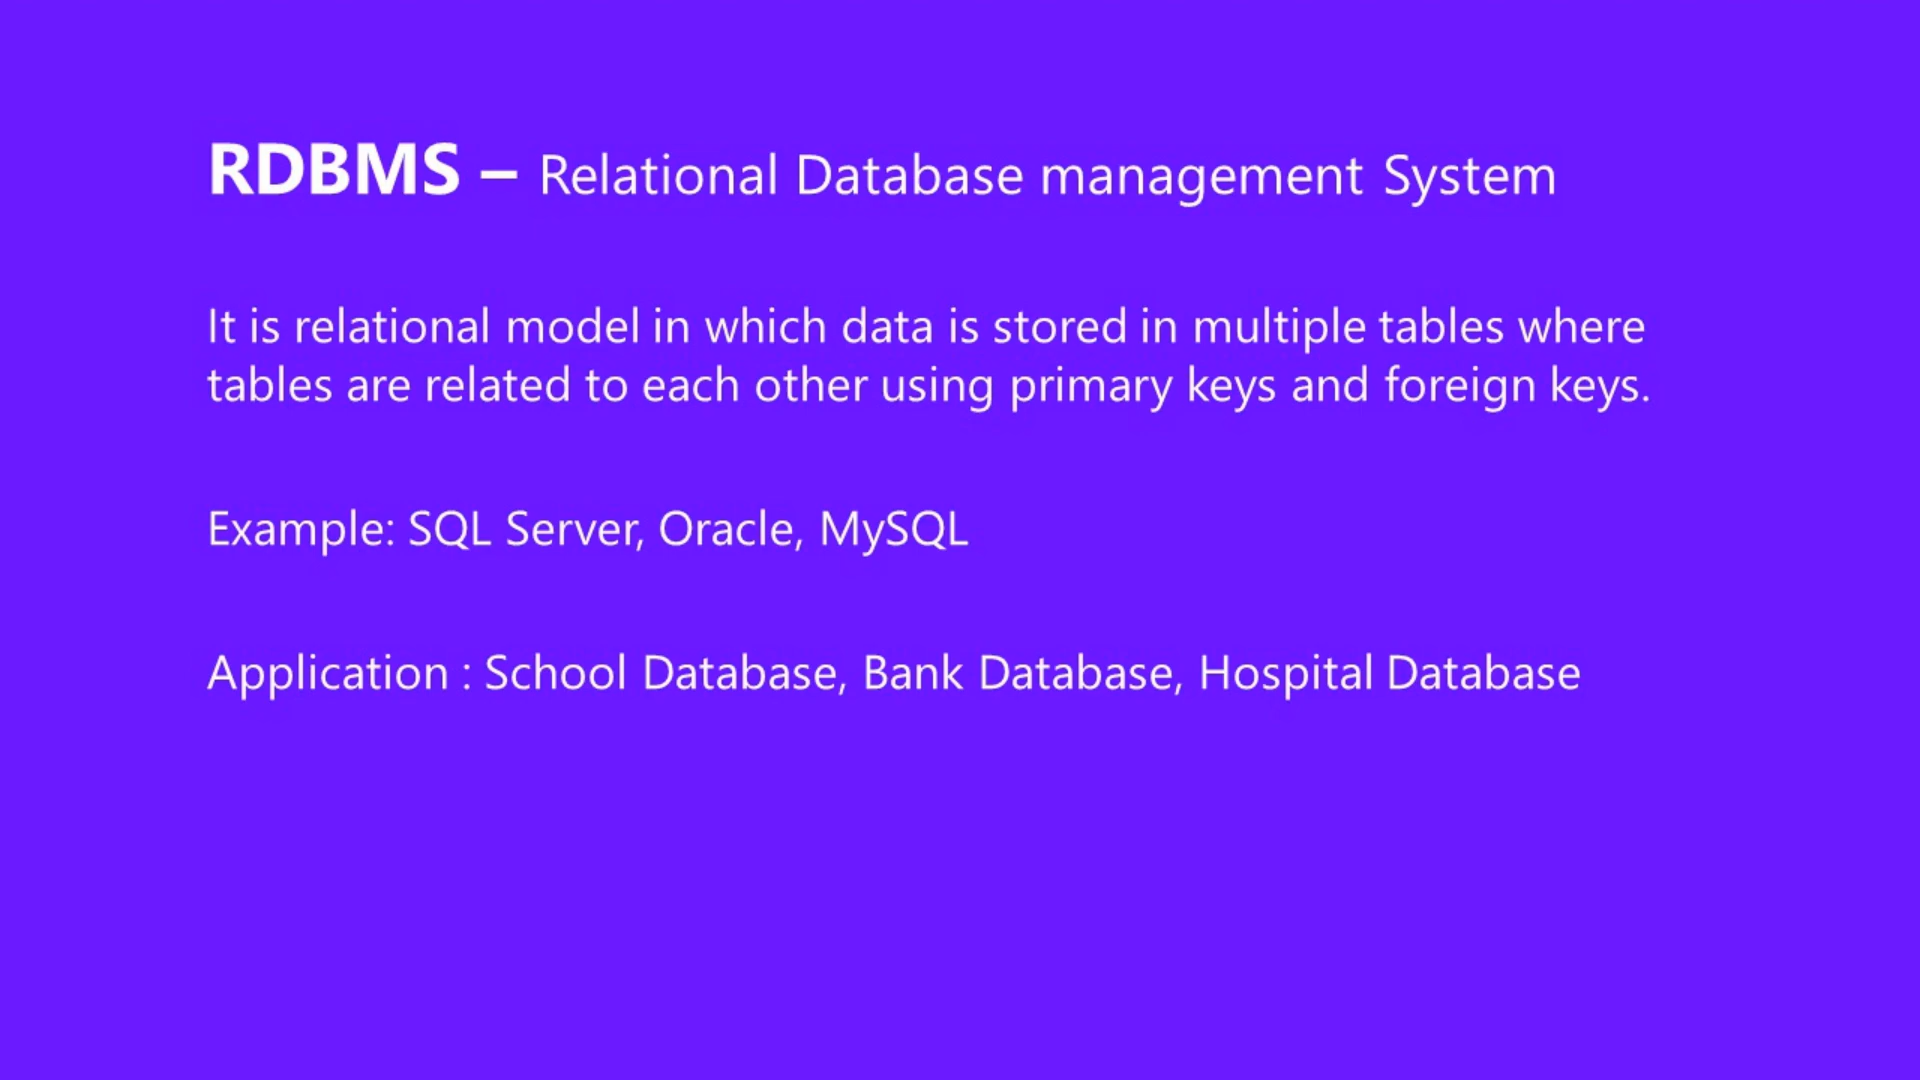 RDBMS – Relational Database management System
It is relational model in which data is stored in multiple tables where
tables are related to each other using primary keys and foreign keys.
Example: SQL Server, Oracle, MySQL
Application : School Database, Bank Database, Hospital Database